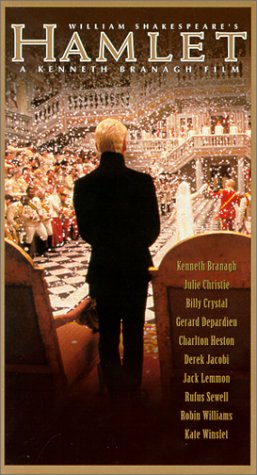 WILLIAM SHAKESPEARE'S
HAMLET
A KENNETH BRANAGH FILM
Kenneth Branagh
Julie Christie
Billy Crystal
Gerard Depardieu
Charlton Heston
Derek Jacobi
Jack Lemmon
Rufus Sewell
Robin Williams
Kate Winslet